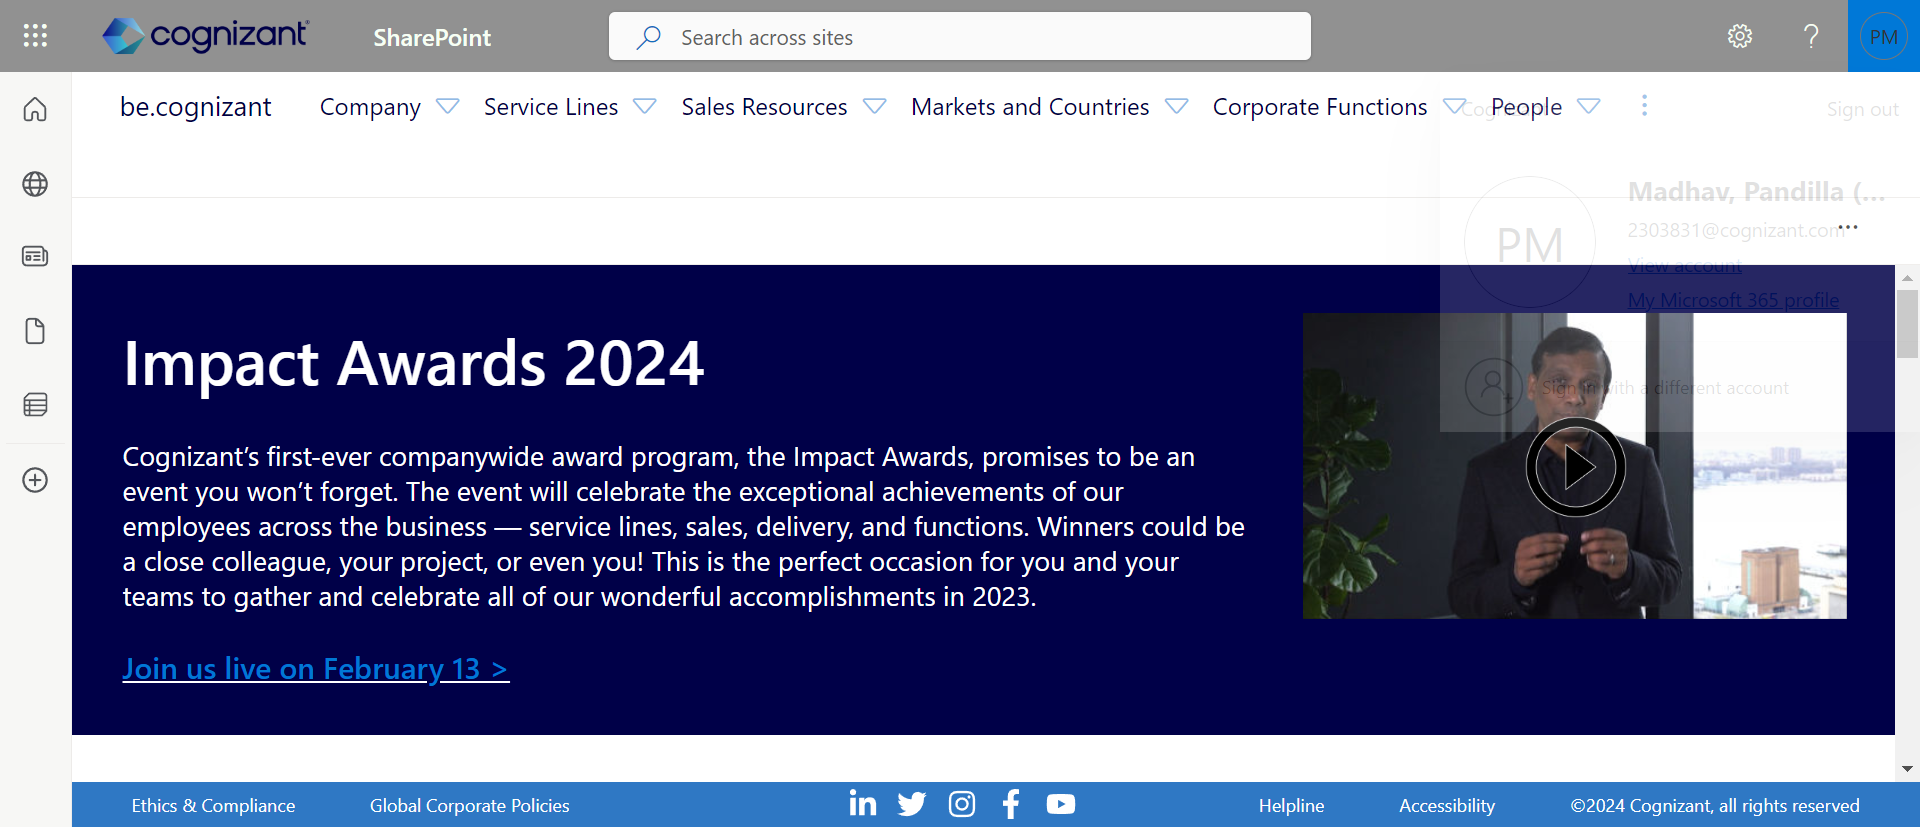 cognizant
SharePoint
Search across sites
?
PM
be.cognizant
Company
Service Lines
Sales Resources
Markets and Countries
Corporate Functions
People
Sign out
PM
Madhav, Pandilla (...
2303831@cognizant.com
...
View account
My Microsoft 365 profile
Sign in with a different account
Impact Awards 2024
Cognizant’s first-ever companywide award program, the Impact Awards, promises to be an
event you won’t forget. The event will celebrate the exceptional achievements of our
employees across the business — service lines, sales, delivery, and functions. Winners could be
a close colleague, your project, or even you! This is the perfect occasion for you and your
teams to gather and celebrate all of our wonderful accomplishments in 2023.
Join us live on February 13 >
Ethics & Compliance
Global Corporate Policies
Helpline
Accessibility
©2024 Cognizant, all rights reserved